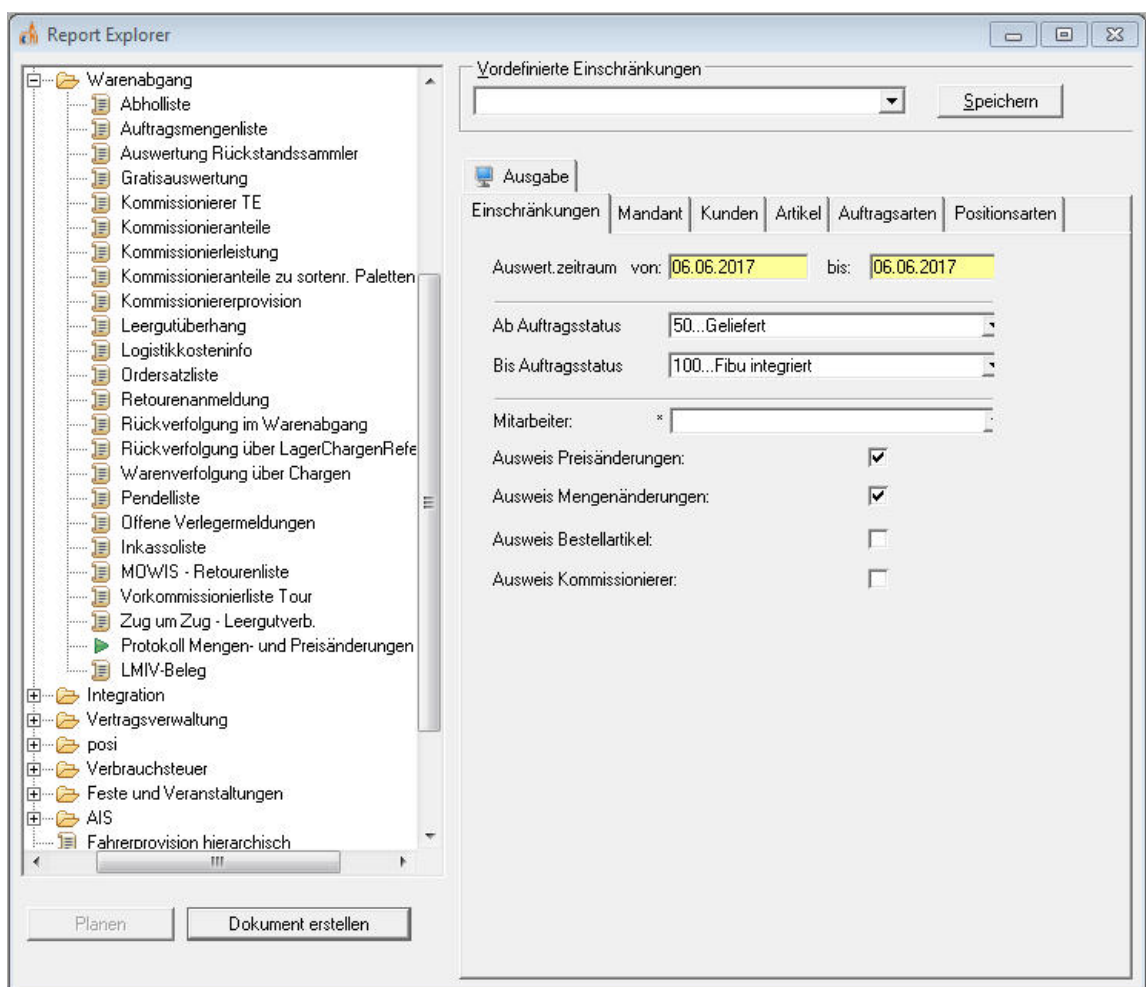 Report Explorer
Warenabgang
Abholliste
Auftragsmengenliste
Auswertung Rückstandssammler
Gratisauswertung
Kommissionierer TE
Kommissionieranteile
Kommissionierleistung
Kommissionieranteile zu sortenr. Paletten
Kommissioniererprovision
Leergutüberhang
Logistikkosteninfo
Ordersatzliste
Retourenanmeldung
Rückverfolgung im Warenabgang
Rückverfolgung über LagerChargenRefe
Warenverfolgung über Chargen
Pendelliste
Offene Verlegermeldungen
Inkassoliste
MOWIS - Retourenliste
Vorkommissionierliste Tour
Zug um Zug - Leergutverb.
Protokoll Mengen- und Preisänderungen
LMIV-Beleg
Integration
Vertragsverwaltung
posi
Verbrauchsteuer
Feste und Veranstaltungen
AIS
Fahrerprovision hierarchisch
Planen
Dokument erstellen
Vordefinierte Einschränkungen
Speichern
Ausgabe
Einschränkungen Mandant Kunden Artikel Auftragsarten Positionsarten
Auswert.zeitraum von: 06.06.2017 bis: 06.06.2017
Ab Auftragsstatus 50...Geliefert
Bis Auftragsstatus 100...Fibu integriert
Mitarbeiter: *
Ausweis Preisänderungen:
Ausweis Mengenänderungen:
Ausweis Bestellartikel:
Ausweis Kommissionierer: